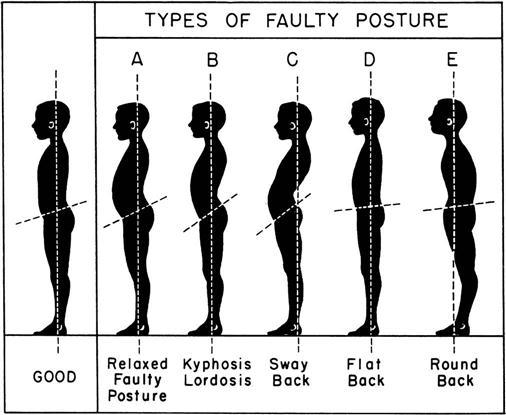 TYPES OF FAULTY POSTURE
A B C D E
GOOD
Relaxed
Faulty
Posture
Kyphosis
Lordosis
Sway
Back
Flat
Back
Round
Back